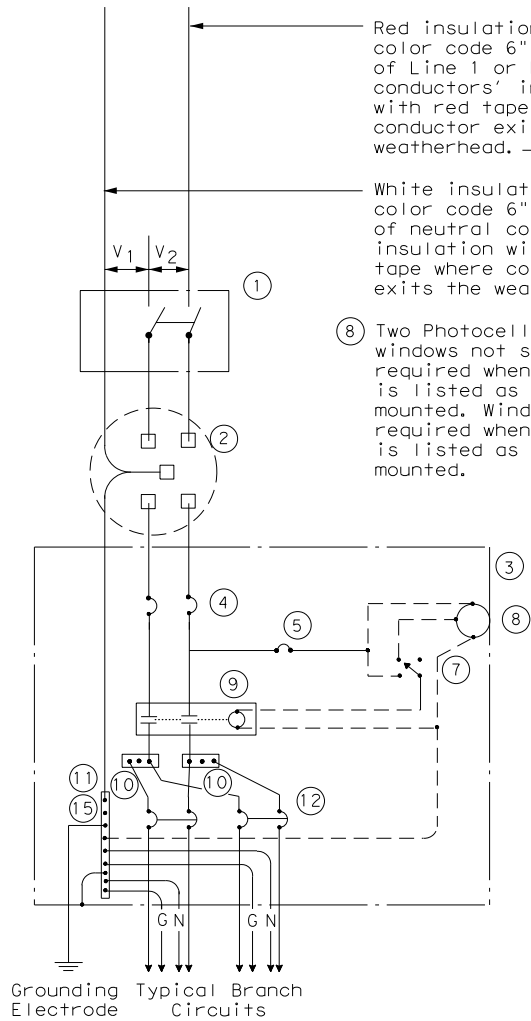 Red insulation
color code 6"
of Line 1 or
conductors' in
with red tape
conductor exi
weatherhead.
White insulat
color code 6"
of neutral co
insulation wi
tape where co
exits the wea
V1
V2
1
8 Two Photocell
windows not s
required when
is listed as
mounted. Wind
required when
is listed as
mounted.
2
3
4
5
8
7
9
11
10
10
15
12
G N
G N
Grounding
Electrode
Typical Branch
Circuits